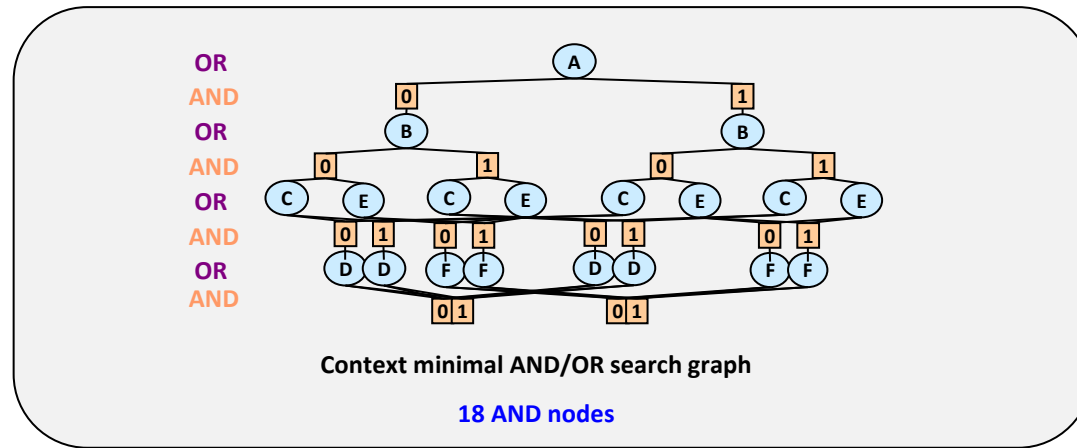 OR A
AND 0 1
OR B B
AND 0 1 0 1
OR C E C E C E C E
AND 0 1 0 1 0 1 0 1
OR D D F F D D F F
AND 0 1 0 1
Context minimal AND/OR search graph
18 AND nodes